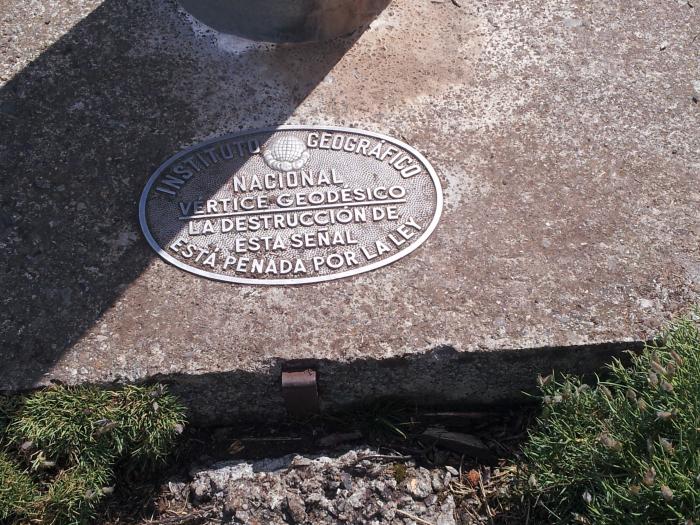 INSTITUTO GEOGRÁFICO
NACIONAL
VÉRTICE GEODÉSICO
LA DESTRUCCIÓN DE
ESTA SEÑAL
ESTÁ PENADA POR LA LEY